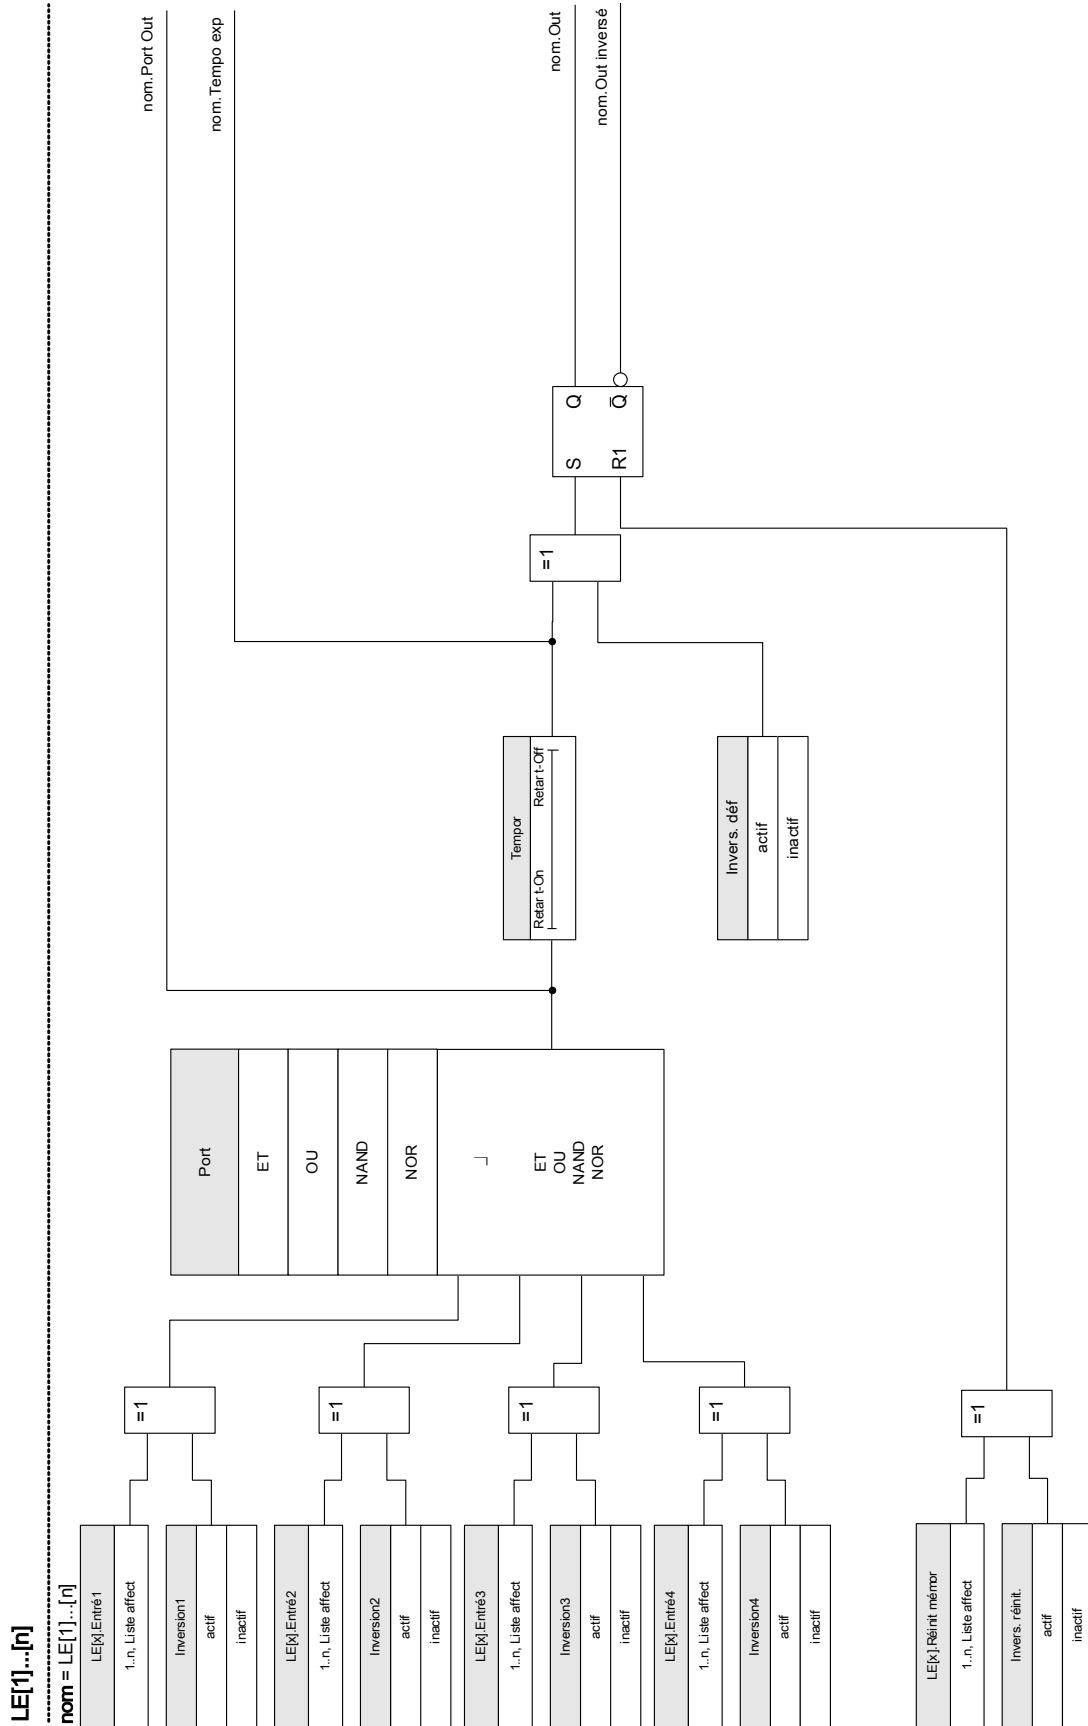 LE[1]...[n]
nom = LE[1]...[n]
LE[x].Entré1
1..n, Liste affect
Inversion1
actif
inactif
LE[x].Entré2
1..n, Liste affect
Inversion2
actif
inactif
LE[x].Entré3
1..n, Liste affect
Inversion3
actif
inactif
LE[x].Entré4
1..n, Liste affect
Inversion4
actif
inactif
LE[x].Réinit mémor
1..n, Liste affect
Invers. réinit.
actif
inactif
=1
=1
=1
=1
=1
Port
ET
OU
NAND
NOR
ET
OU
NAND
NOR
Tempor
Retar t-On
Retar t-Off
Invers. déf
actif
inactif
=1
S
Q
R1
Q̅
nom.Port Out
nom.Tempo exp
nom.Out
nom.Out inversé